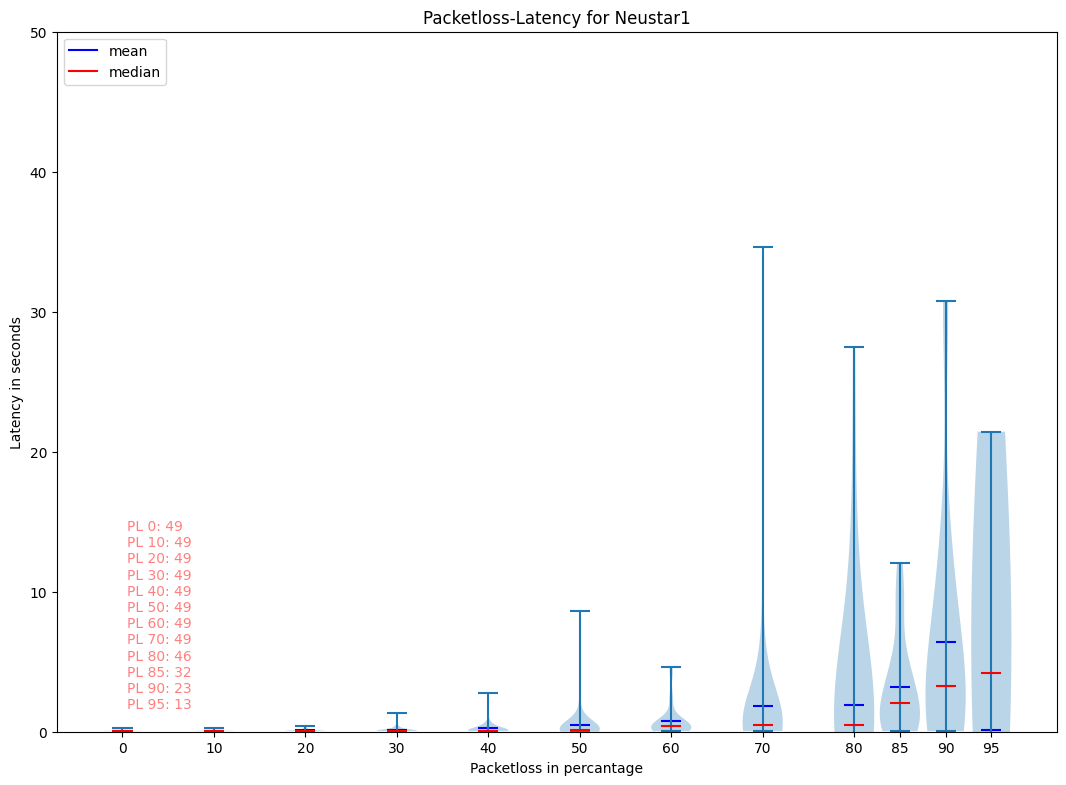 Packetloss-Latency for Neustar1
mean
median
50
40
30
20
10
0
Latency in seconds
PL 0: 49
PL 10: 49
PL 20: 49
PL 30: 49
PL 40: 49
PL 50: 49
PL 60: 49
PL 70: 49
PL 80: 46
PL 85: 32
PL 90: 23
PL 95: 13
0 10 20 30 40 50 60 70 80 85 90 95
Packetloss in percantage